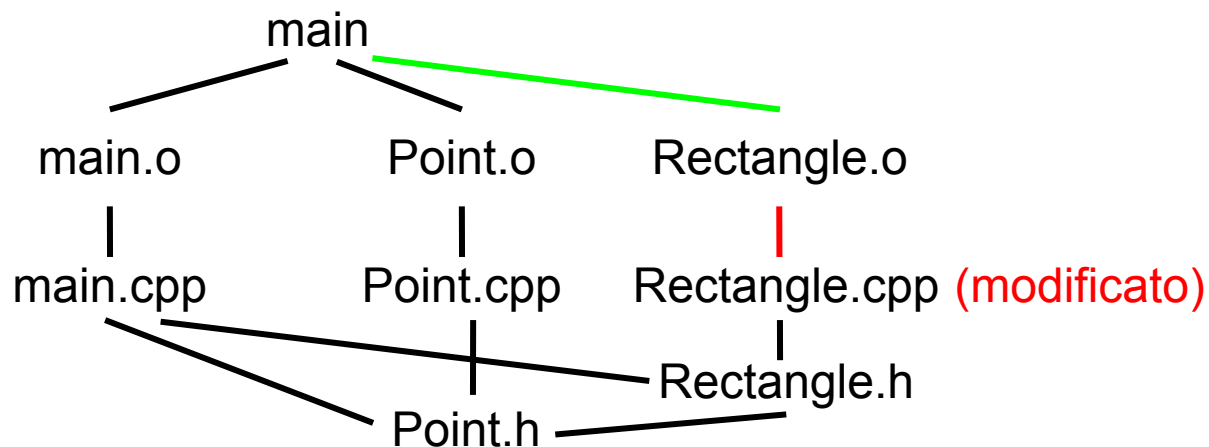 main
main.o Point.o Rectangle.o
main.cpp Point.cpp Rectangle.cpp (modificato)
Rectangle.h
Point.h